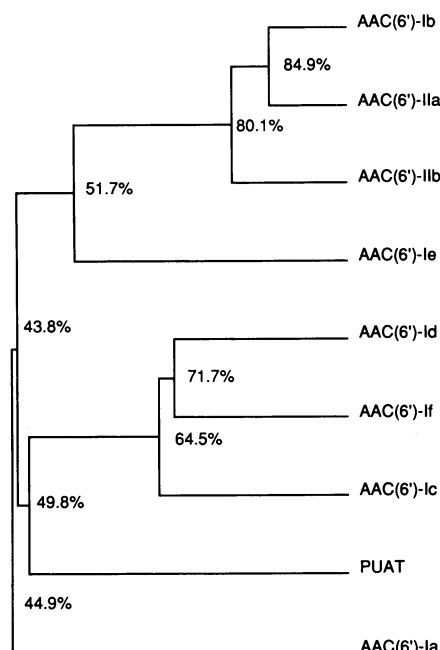 AAC(6')-Ib
84.9%
AAC(6')-IIa
80.1%
AAC(6')-IIb
51.7%
AAC(6')-Ie
43.8%
AAC(6')-Id
71.7%
AAC(6')-If
64.5%
AAC(6')-Ic
49.8%
PUAT
44.9%
AAC(6')-Ia